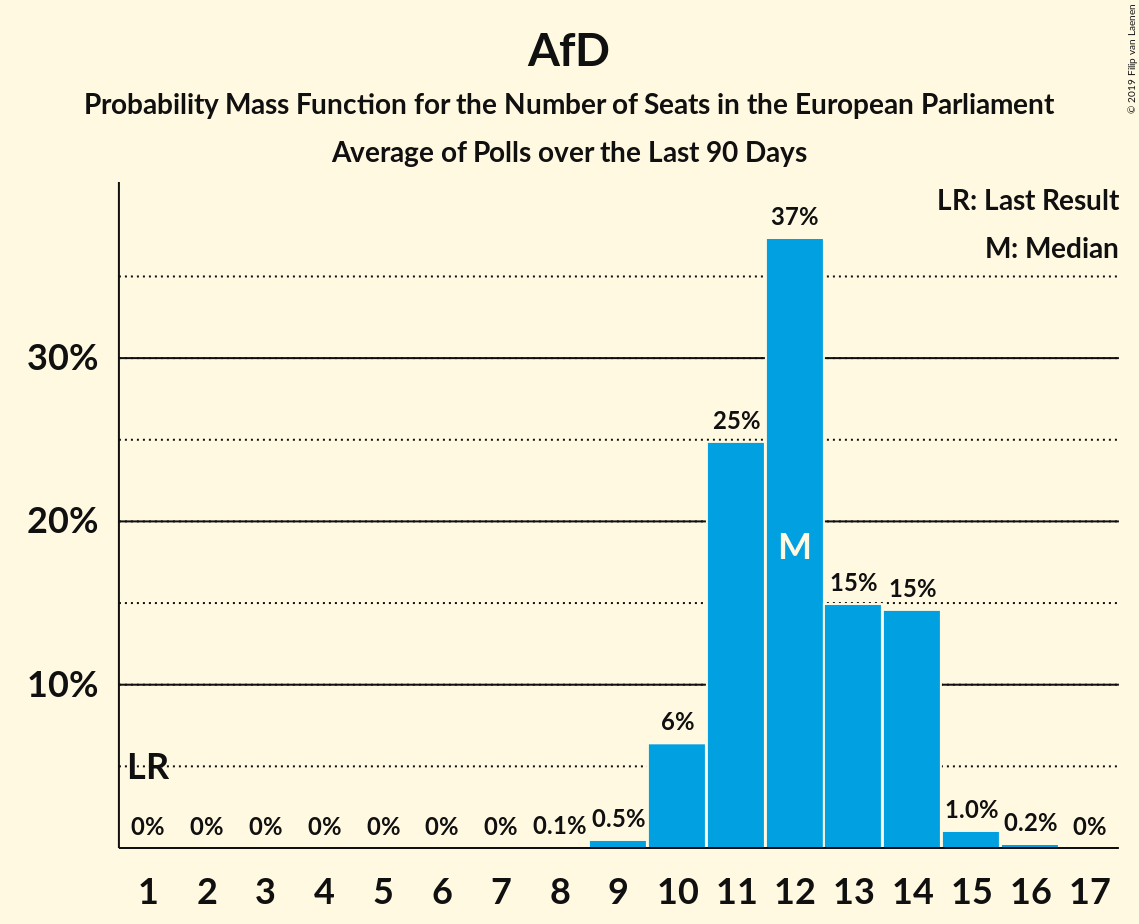 AfD
Probability Mass Function for the Number of Seats in the European Parliament
Average of Polls over the Last 90 Days
© 2019 Filip van Laenen
LR: Last Result
M: Median
37%
30%
25%
20%
M
15% 15%
10%
6%
LR
0% 0% 0% 0% 0% 0% 0% 0.1% 0.5% 1.0% 0.2% 0%
1 2 3 4 5 6 7 8 9 10 11 12 13 14 15 16 17